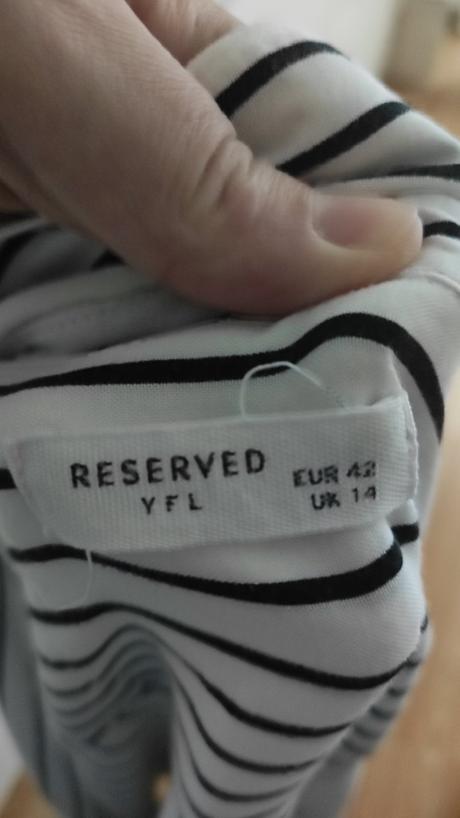 RESERVED
YFL
EUR 42
UK 14